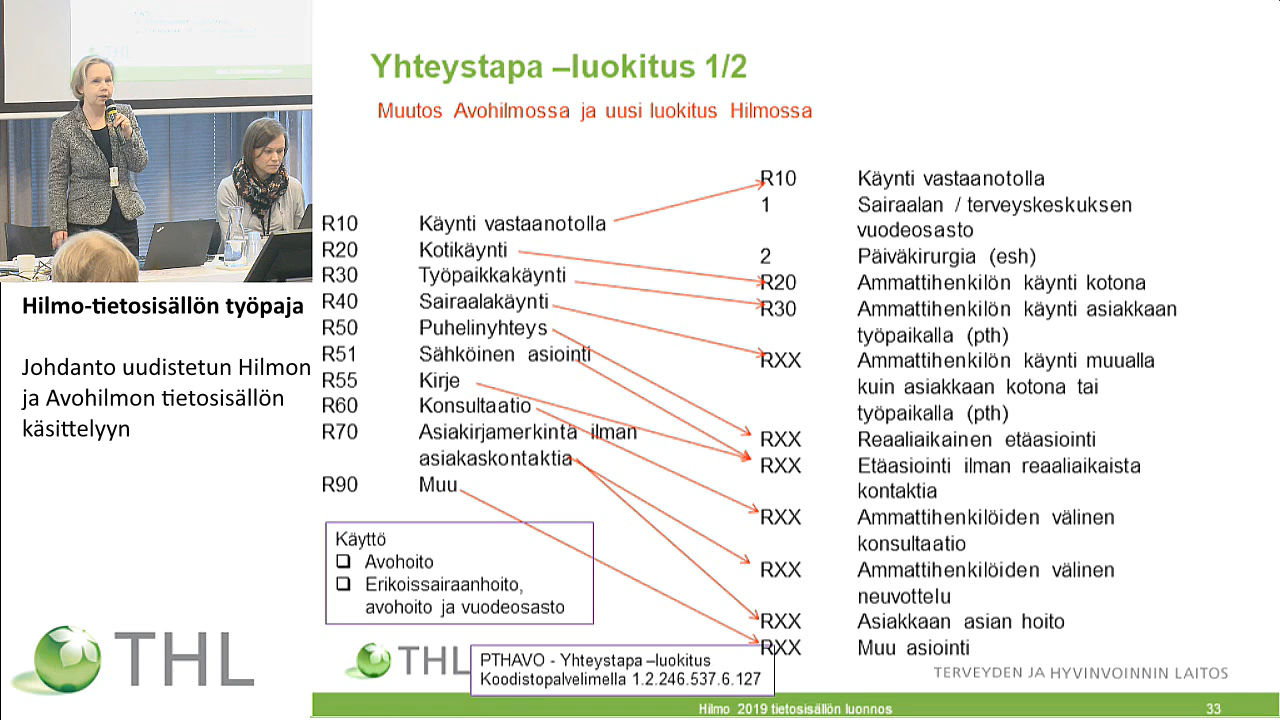 THL
Hilmo-tietosisällön työpaja
Johdanto uudistetun Hilmon
ja Avohilmon tietosisällön
käsittelyyn
THL
Yhteystapa –luokitus 1/2
Muutos Avohilmossa ja uusi luokitus Hilmossa
R10 Käynti vastaanotolla
R20 Kotikäynti
R30 Työpaikkakäynti
R40 Sairaalakäynti
R50 Puhelinyhteys
R51 Sähköinen asiointi
R55 Kirje
R60 Konsultaatio
R70 Asiakirjamerkintä ilman
asiakaskontaktia
R90 Muu
Käyttö
❑ Avohoito
❑ Erikoissairaanhoito,
avohoito ja vuodeosasto
R10 Käynti vastaanotolla
1 Sairaalan / terveyskeskuksen
vuodeosasto
2 Päiväkirurgia (esh)
R20 Ammattihenkilön käynti kotona
R30 Ammattihenkilön käynti asiakkaan
työpaikalla (pth)
RXX Ammattihenkilön käynti muualla
kuin asiakkaan kotona tai
työpaikalla (pth)
RXX Reaaliaikainen etäasiointi
RXX Etäasiointi ilman reaaliaikaista
kontaktia
RXX Ammattihenkilöiden välinen
konsultaatio
RXX Ammattihenkilöiden välinen
neuvottelu
RXX Asiakkaan asian hoito
RXX Muu asiointi
THL
PTHAVO - Yhteystapa –luokitus
Koodistopalvelimella 1.2.246.537.6.127
TERVEYDEN JA HYVINVOINNIN LAITOS
Hilmo 2019 tietosisällön luonnos
33